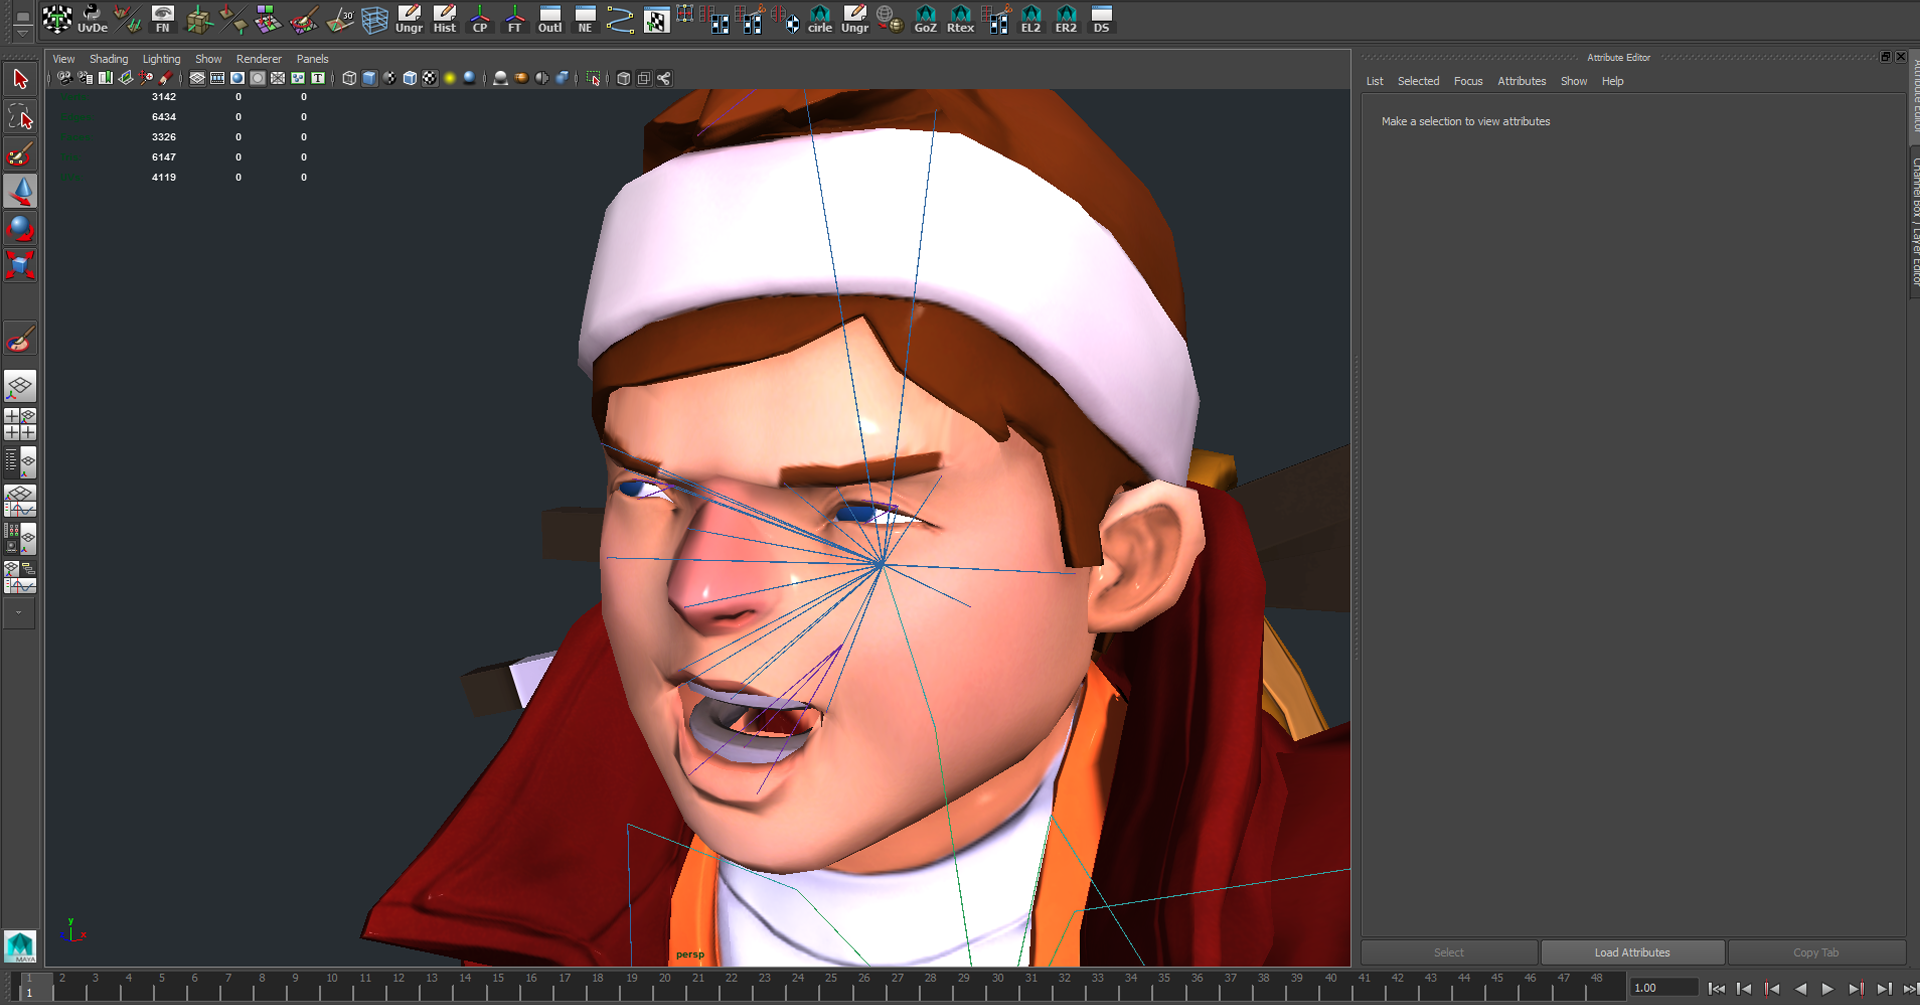 UvDe FN 30 Ungr Hist CP FT Outl NE cirle Ungr GoZ Rtex EL2 ER2 DS
View Shading Lighting Show Renderer Panels
Attribute Editor
List Selected Focus Attributes Show Help
Make a selection to view attributes
3142 0 0
6434 0 0
3326 0 0
6147 0 0
4119 0 0
Attribute Editor
Channel Box / Layer Editor
y
x
persp
MAYA
Select Load Attributes Copy Tab
1 2 3 4 5 6 7 8 9 10 11 12 13 14 15 16 17 18 19 20 21 22 23 24 25 26 27 28 29 30 31 32 33 34 35 36 37 38 39 40 41 42 43 44 45 46 47 48
1
1.00